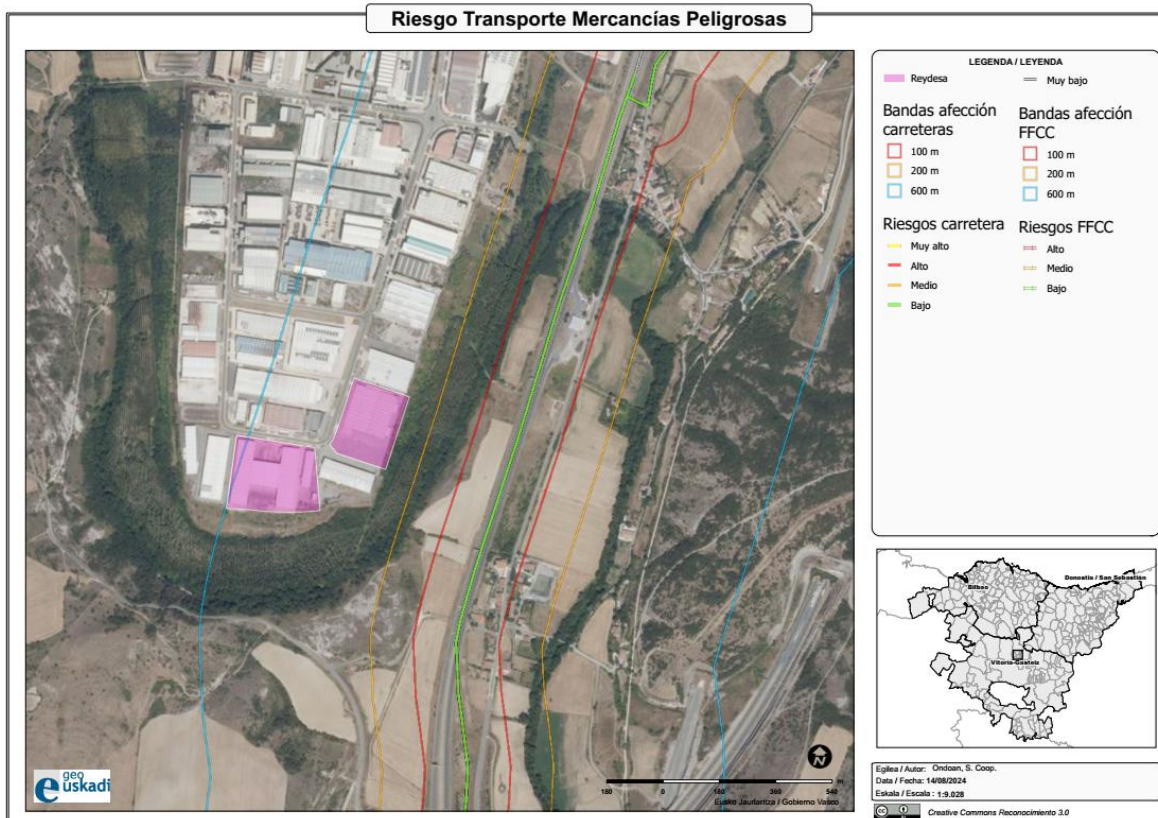 Riesgo Transporte Mercancías Peligrosas
LEGENDA / LEYENDA
Reydesa
Muy bajo
Bandas afección carreteras
100 m
200 m
600 m
Bandas afección FFCC
100 m
200 m
600 m
Riesgos carretera
Muy alto
Alto
Medio
Bajo
Riesgos FFCC
Alto
Medio
Bajo
Bilbao
Donostia / San Sebastián
Vitoria-Gasteiz
N
180 0 180 360 540 m
Eusko Jaurlaritza / Gobierno Vasco
geo
euskadi
Egilea / Autor: Ondoan, S. Coop.
Data / Fecha: 14/08/2024
Eskala / Escala : 1:9.028
cc
Creative Commons Reconocimiento 3.0